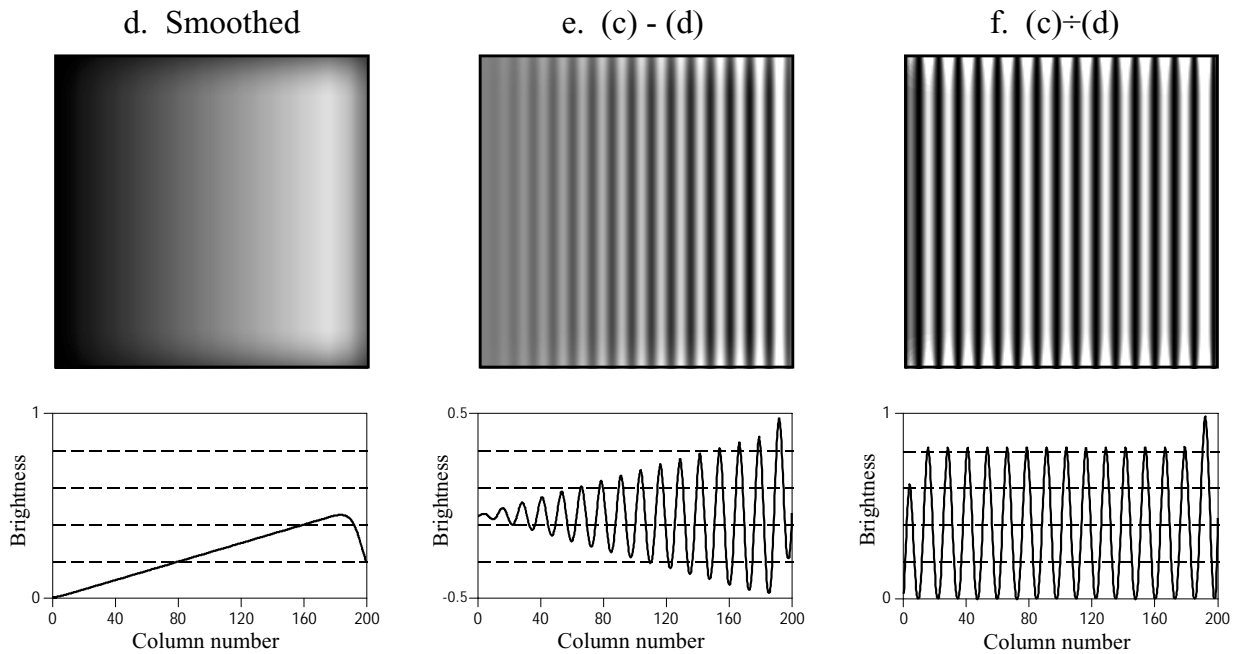 d. Smoothed
e. (c) - (d)
f. (c)÷(d)
1
0
Brightness
0 40 80 120 160 200
Column number
0.5
-0.5
Brightness
0 40 80 120 160 200
Column number
1
0
Brightness
0 40 80 120 160 200
Column number